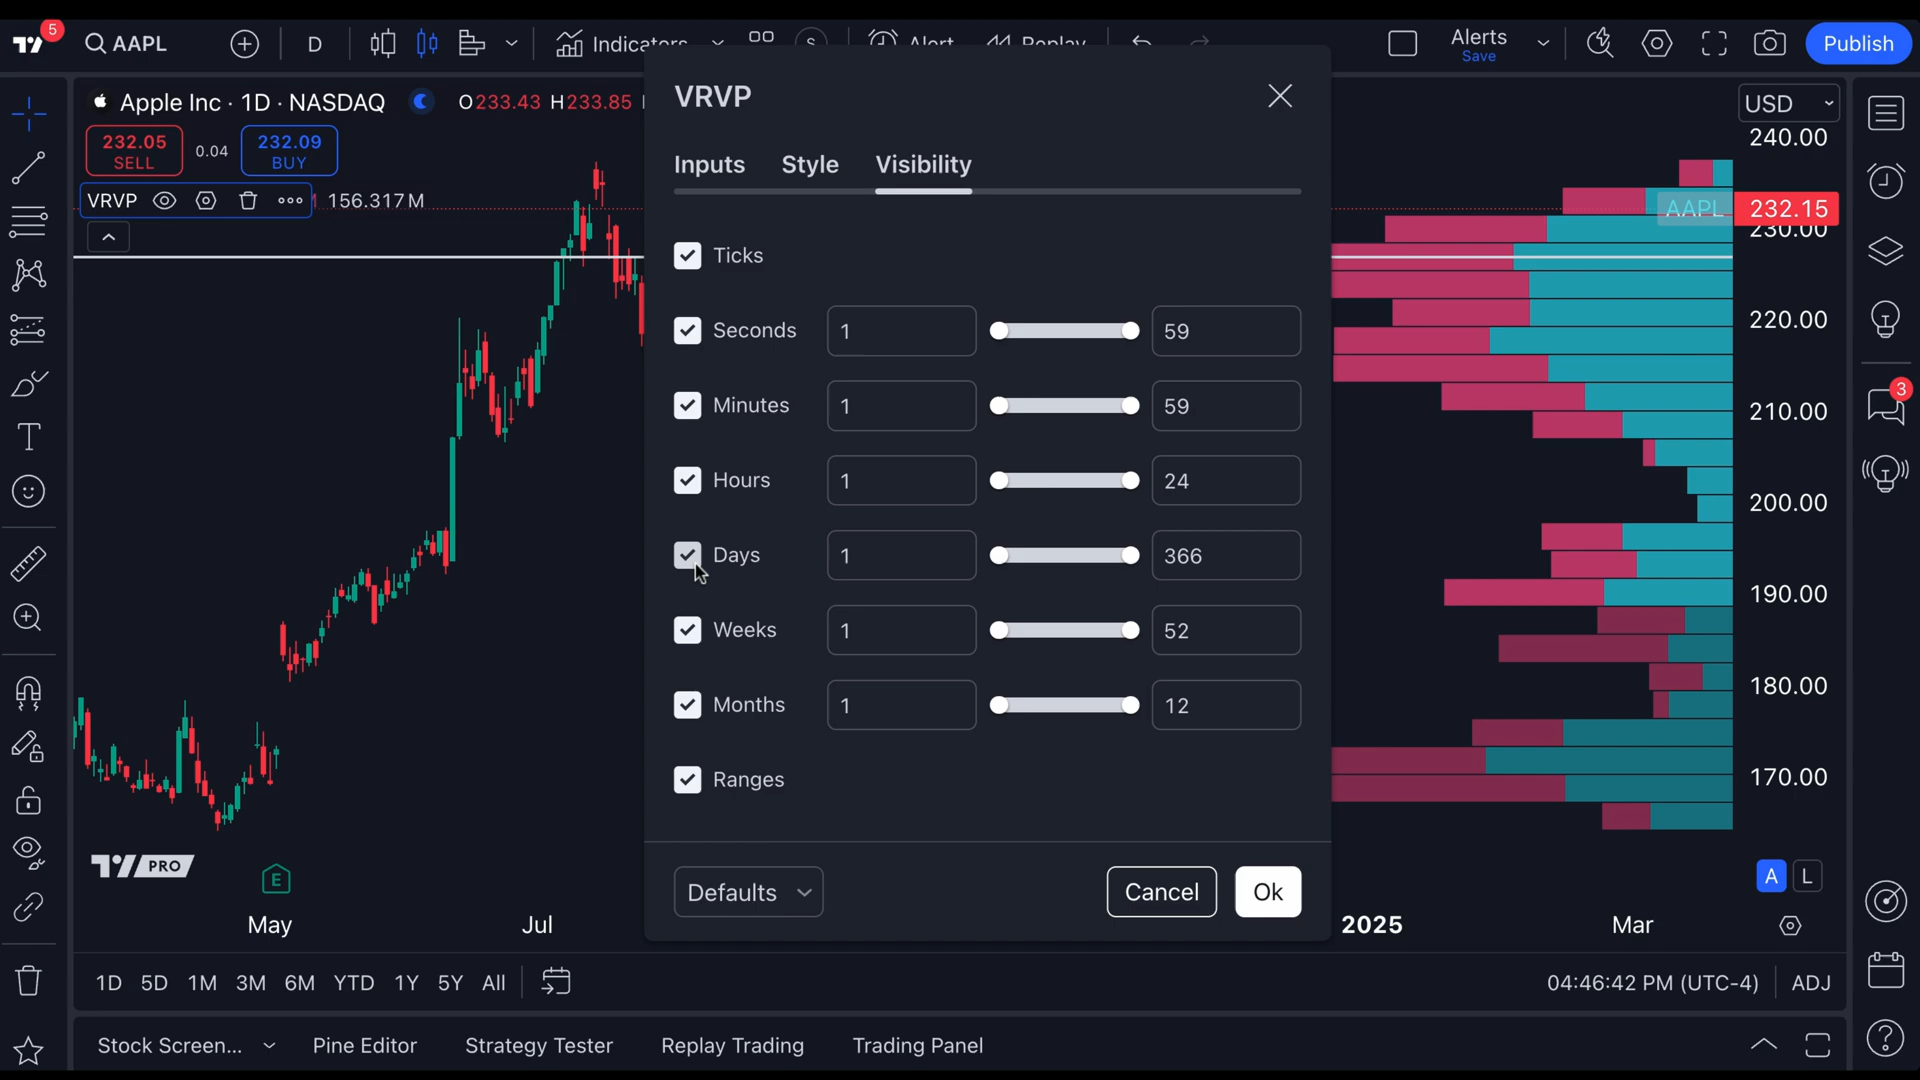 5
AAPL
D
Indicators
S
Alert
Replay
Alerts
Save
Publish
Apple Inc · 1D · NASDAQ
O233.43 H233.85
232.05
SELL
0.04
232.09
BUY
VRVP
156.317M
VRVP
Inputs
Style
Visibility
Ticks
Seconds 1 59
Minutes 1 59
Hours 1 24
Days 1 366
Weeks 1 52
Months 1 12
Ranges
Defaults
Cancel
Ok
USD
240.00
AAPL 232.15
230.00
220.00
210.00
200.00
190.00
180.00
170.00
3
PRO
E
A
L
May
Jul
2025
Mar
1D 5D 1M 3M 6M YTD 1Y 5Y All
04:46:42 PM (UTC-4)
ADJ
Stock Screen...
Pine Editor
Strategy Tester
Replay Trading
Trading Panel